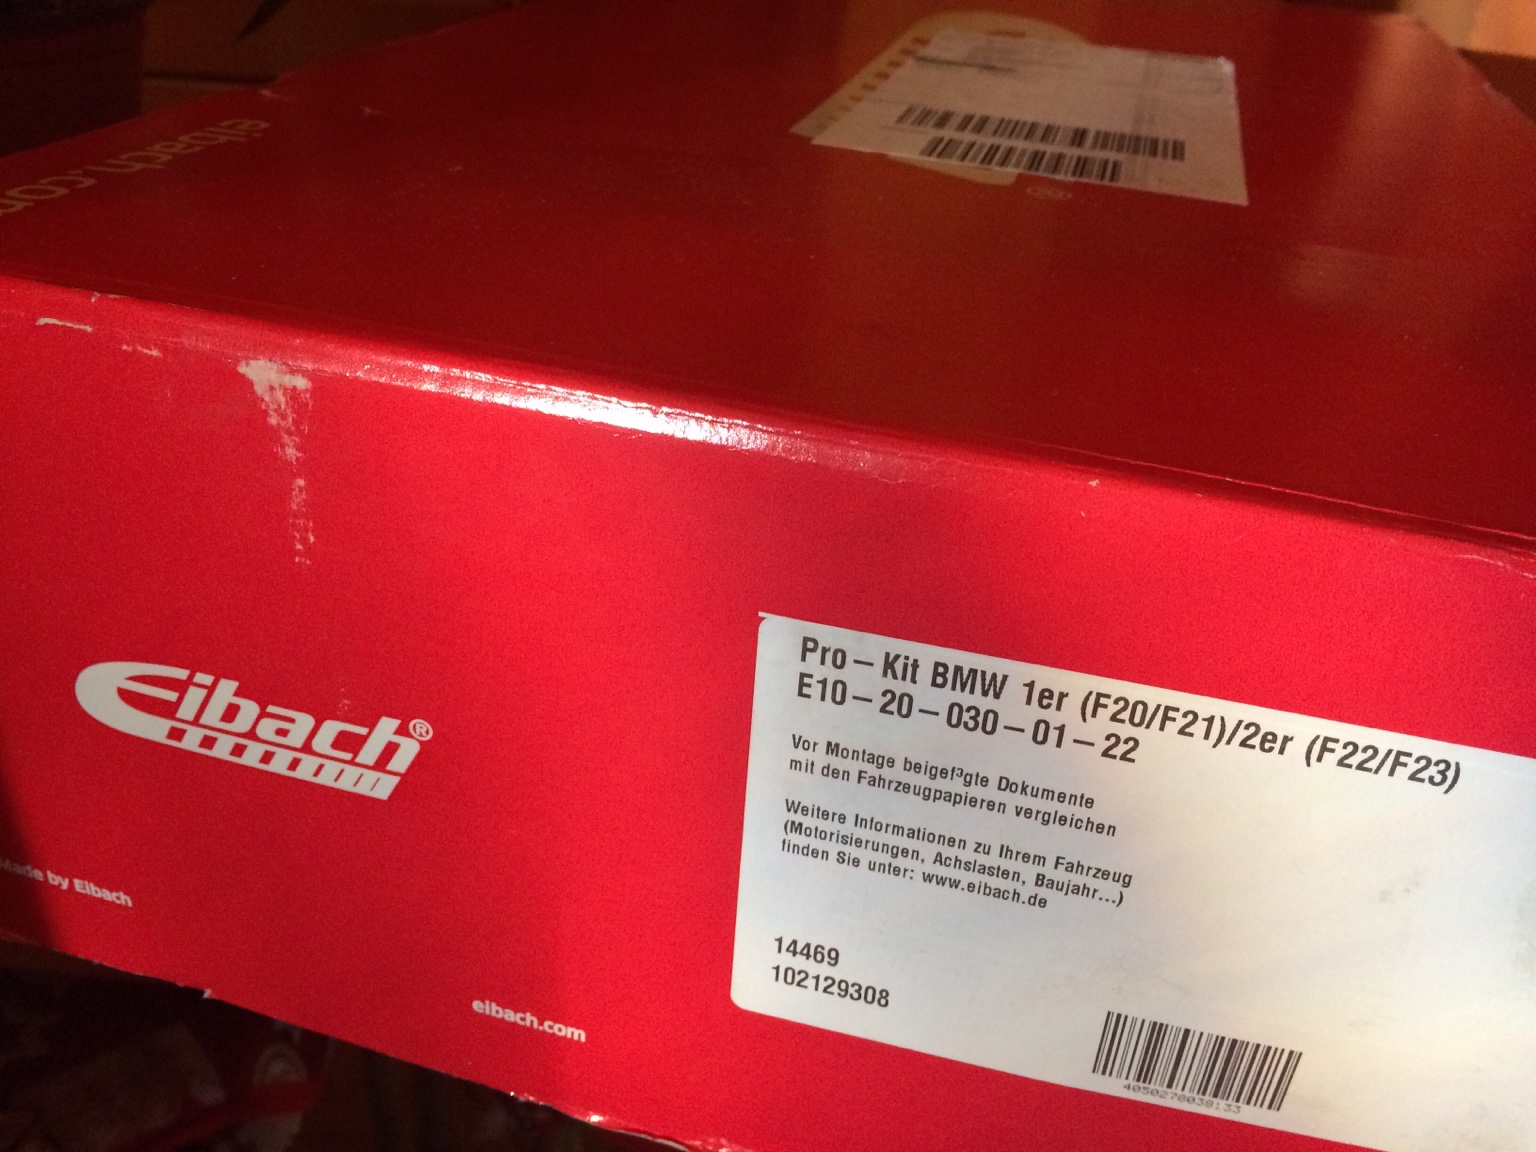 eibach.com
Eibach®
Made by Eibach
eibach.com
Pro-Kit BMW 1er (F20/F21)/2er (F22/F23)
E10-20-030-01-22
Vor Montage beigef³gte Dokumente
mit den Fahrzeugpapieren vergleichen
Weitere Informationen zu Ihrem Fahrzeug
(Motorisierungen, Achslasten, Baujahr...)
finden Sie unter: www.eibach.de
14469
102129308
4050278038133